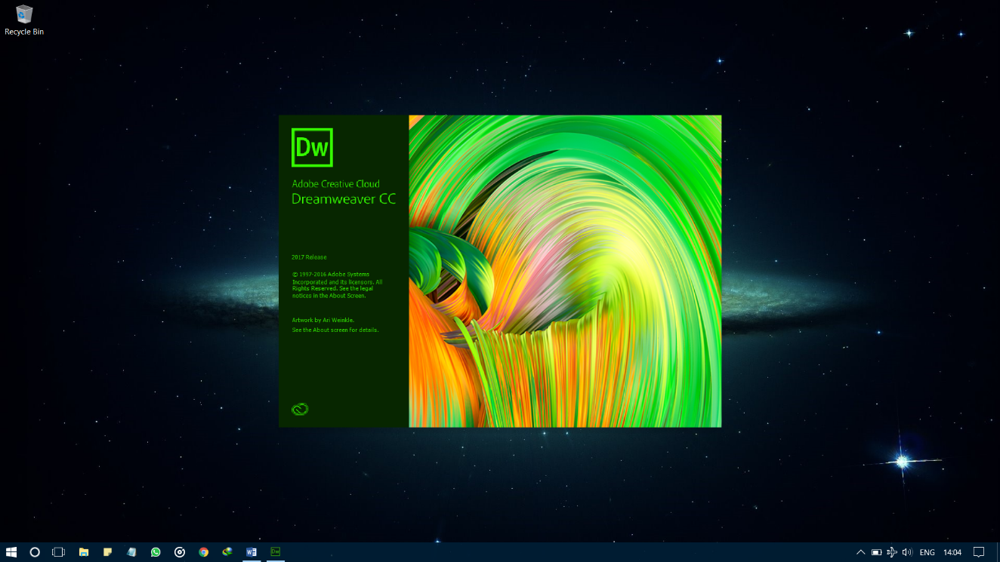 Recycle Bin
Dw
Adobe Creative Cloud
Dreamweaver CC
2017 Release
© 1997-2016 Adobe Systems
Incorporated and its licensors. All
Rights Reserved. See the legal
notices in the About Screen.
Artwork by Ari Weinkle.
See the About screen for details.
W
Dw
ENG
14:04